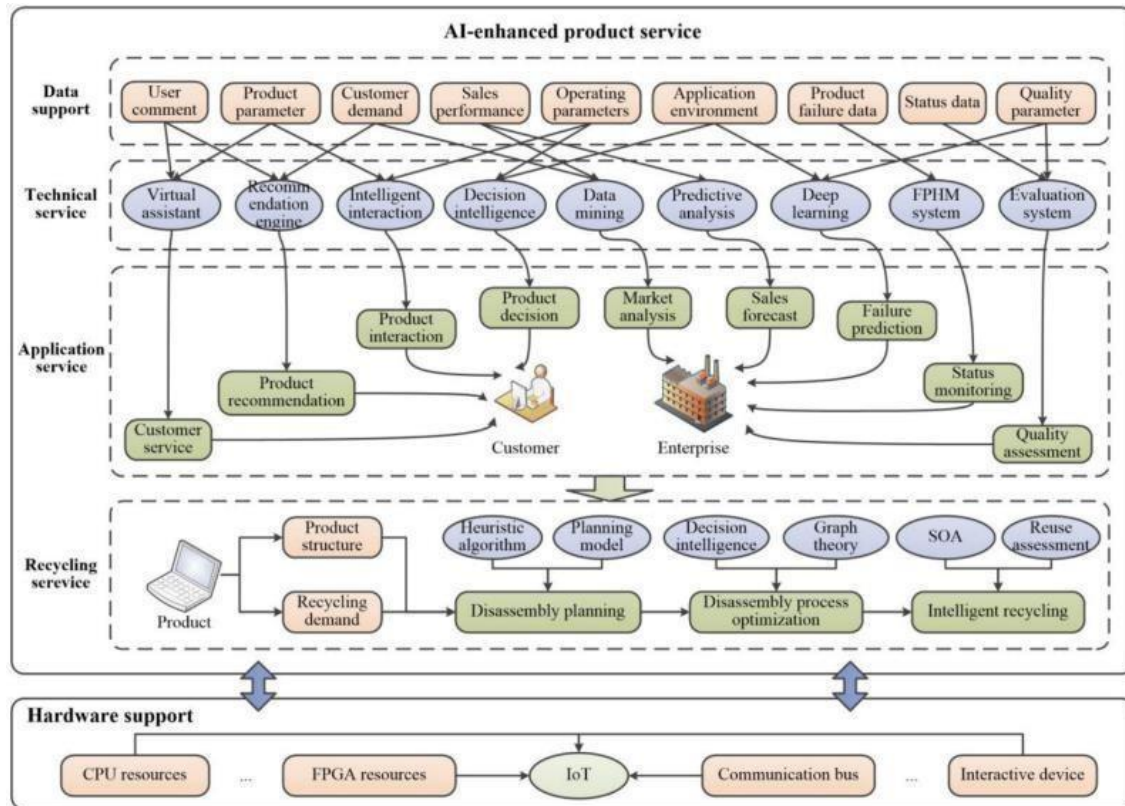 AI-enhanced product service
Data
support
User
comment
Product
parameter
Customer
demand
Sales
performance
Operating
parameters
Application
environment
Product
failure data
Status data
Quality
parameter
Technical
service
Virtual
assistant
Recomm
endation
engine
Intelligent
interaction
Decision
intelligence
Data
mining
Predictive
analysis
Deep
learning
FPHM
system
Evaluation
system
Application
service
Product
interaction
Product
decision
Market
analysis
Sales
forecast
Failure
prediction
Product
recommendation
Status
monitoring
Customer
service
Customer
Enterprise
Quality
assessment
Recycling
serevice
Product
Product
structure
Recycling
demand
Heuristic
algorithm
Planning
model
Decision
intelligence
Graph
theory
SOA
Reuse
assessment
Disassembly planning
Disassembly process
optimization
Intelligent recycling
Hardware support
CPU resources
...
FPGA resources
IoT
Communication bus
...
Interactive device